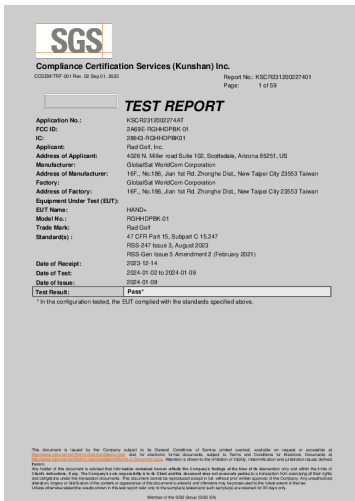 SGS
Compliance Certification Services (Kunshan) Inc.
CCSEM-TRF-001 Rev. 02 Sep 01, 2023
Report No.: KSCR231200227401
Page: 1 of 59
TEST REPORT
Application No.: KSCR2312002274AT
FCC ID: 2A69E-RGHHDPBK-01
IC: 28643-RGHHDPBK01
Applicant: Rad Golf, Inc.
Address of Applicant: 4026 N. Miller road Suite 102, Scottsdale, Arizona 85251, US
Manufacturer: GlobalSat WorldCom Corporation
Address of Manufacturer: 16F., No.186, Jian 1st Rd. Zhonghe Dist., New Taipei City 23553 Taiwan
Factory: GlobalSat WorldCom Corporation
Address of Factory: 16F., No.186, Jian 1st Rd. Zhonghe Dist., New Taipei City 23553 Taiwan
Equipment Under Test (EUT):
EUT Name: HAND+
Model No.: RGHHDPBK-01
Trade Mark: Rad Golf
Standard(s) : 47 CFR Part 15, Subpart C 15.247
RSS-247 Issue 3, August 2023
RSS-Gen Issue 5 Amendment 2 (February 2021)
Date of Receipt: 2023-12-14
Date of Test: 2024-01-02 to 2024-01-09
Date of Issue: 2024-01-09
Test Result: Pass*
* In the configuration tested, the EUT complied with the standards specified above.
Member of the SGS Group (SGS SA)